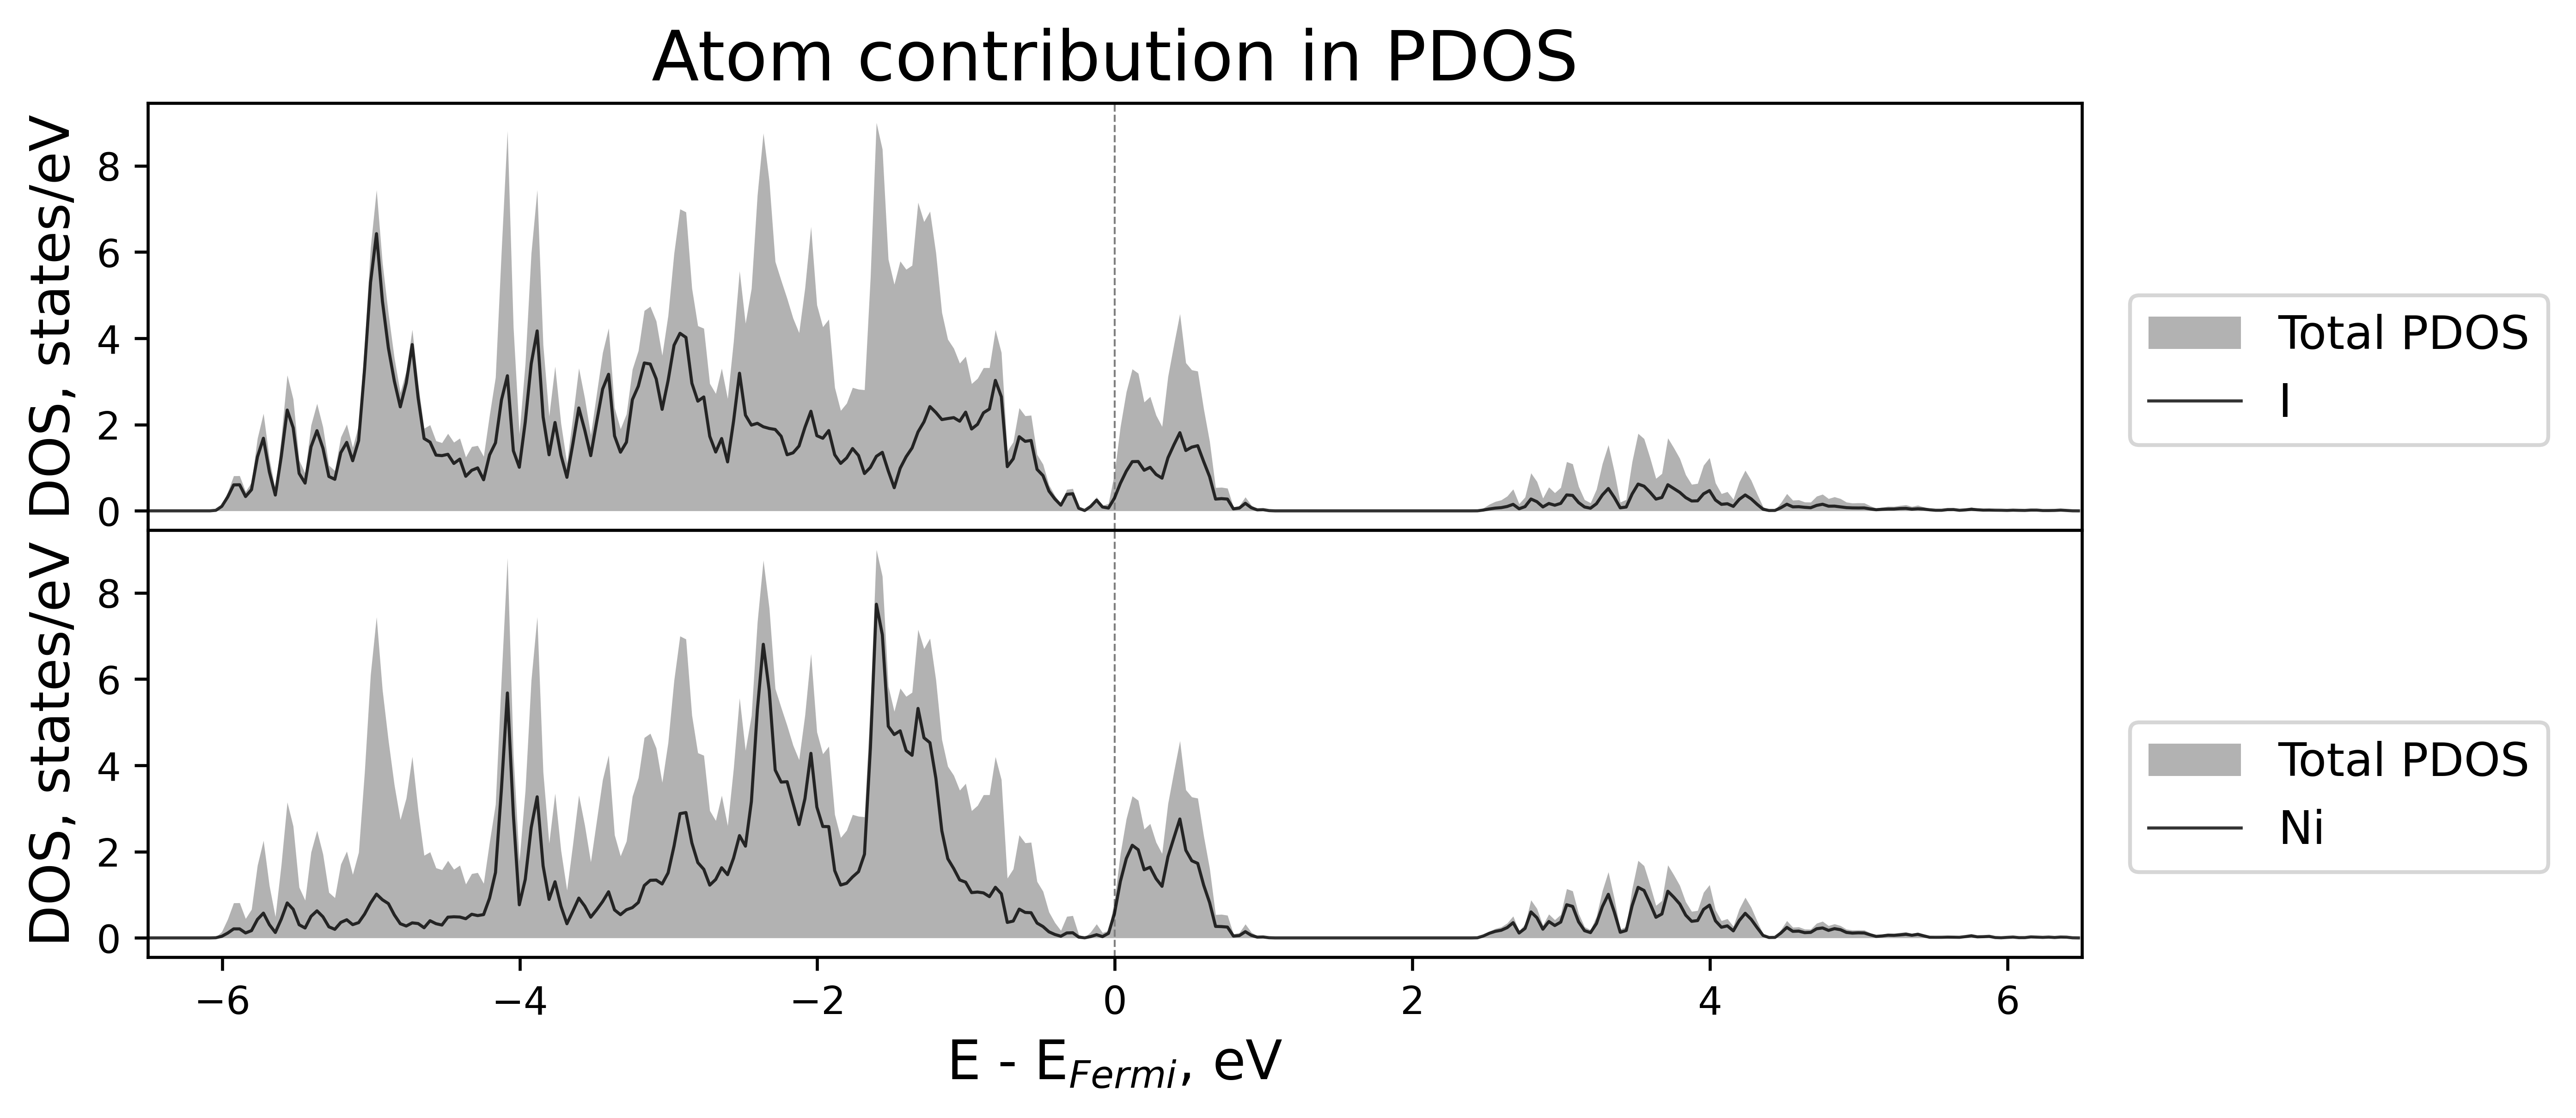 Atom contribution in PDOS
DOS, states/eV
8
6
4
2
0
Total PDOS
I
DOS, states/eV
8
6
4
2
0
Total PDOS
Ni
−6 −4 −2 0 2 4 6
E - E_Fermi, eV